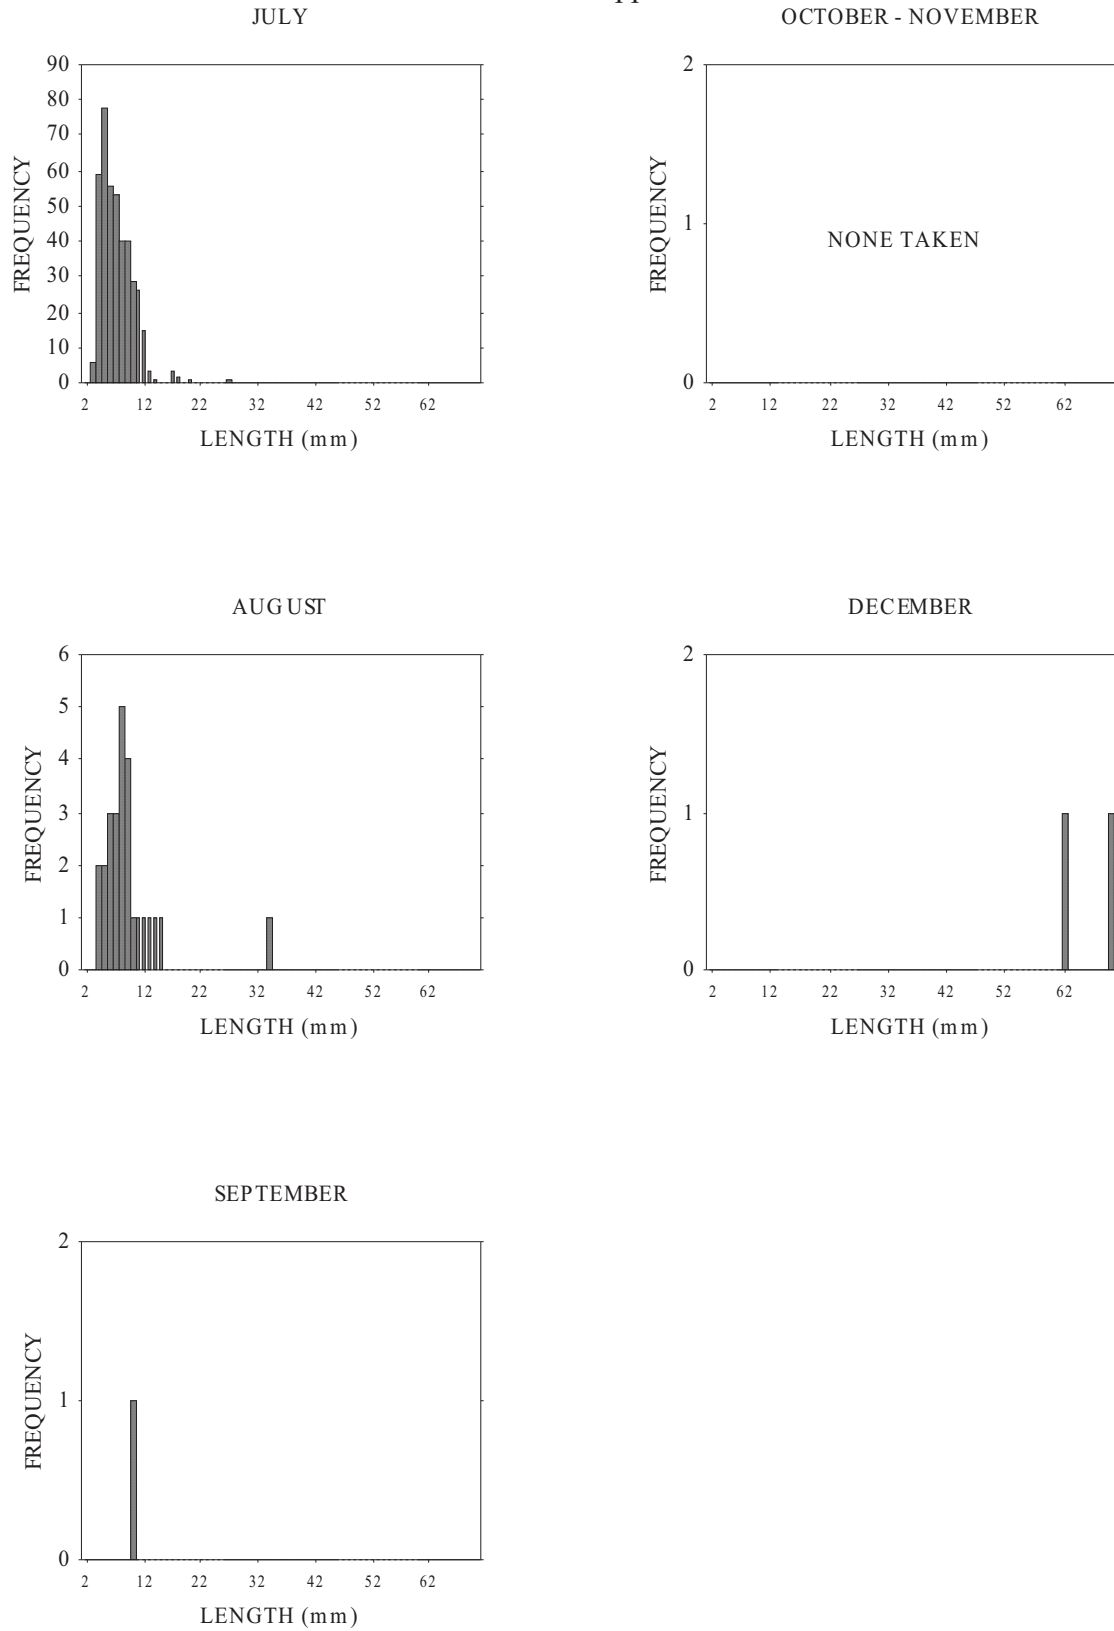 JULY
90
80
70
60
50
40
30
20
10
0
FREQUENCY
2 12 22 32 42 52 62
LENGTH (mm)
OCTOBER - NOVEMBER
2
1
0
FREQUENCY
NONE TAKEN
2 12 22 32 42 52 62
LENGTH (mm)
AUGUST
6
5
4
3
2
1
0
FREQUENCY
2 12 22 32 42 52 62
LENGTH (mm)
DECEMBER
2
1
0
FREQUENCY
2 12 22 32 42 52 62
LENGTH (mm)
SEPTEMBER
2
1
0
FREQUENCY
2 12 22 32 42 52 62
LENGTH (mm)